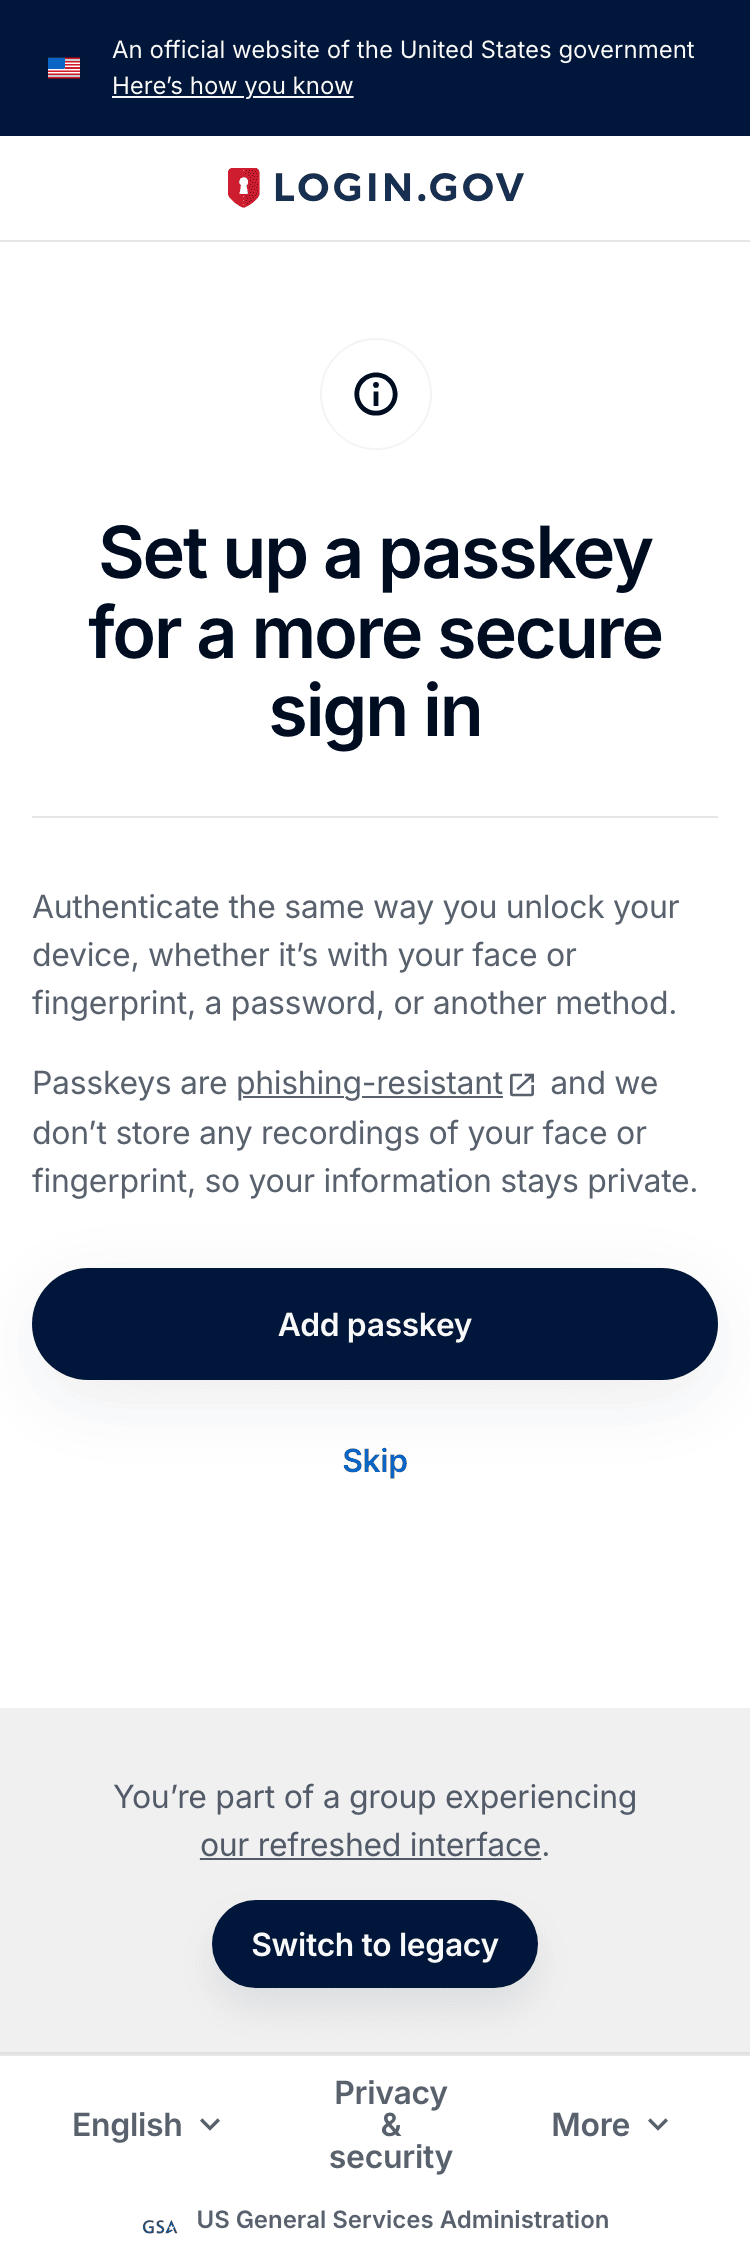 An official website of the United States government
Here’s how you know
LOGIN.GOV
Set up a passkey
for a more secure
sign in
Authenticate the same way you unlock your
device, whether it’s with your face or
fingerprint, a password, or another method.
Passkeys are phishing-resistant and we
don’t store any recordings of your face or
fingerprint, so your information stays private.
Add passkey
Skip
You’re part of a group experiencing
our refreshed interface.
Switch to legacy
English
Privacy
&
security
More
GSA US General Services Administration